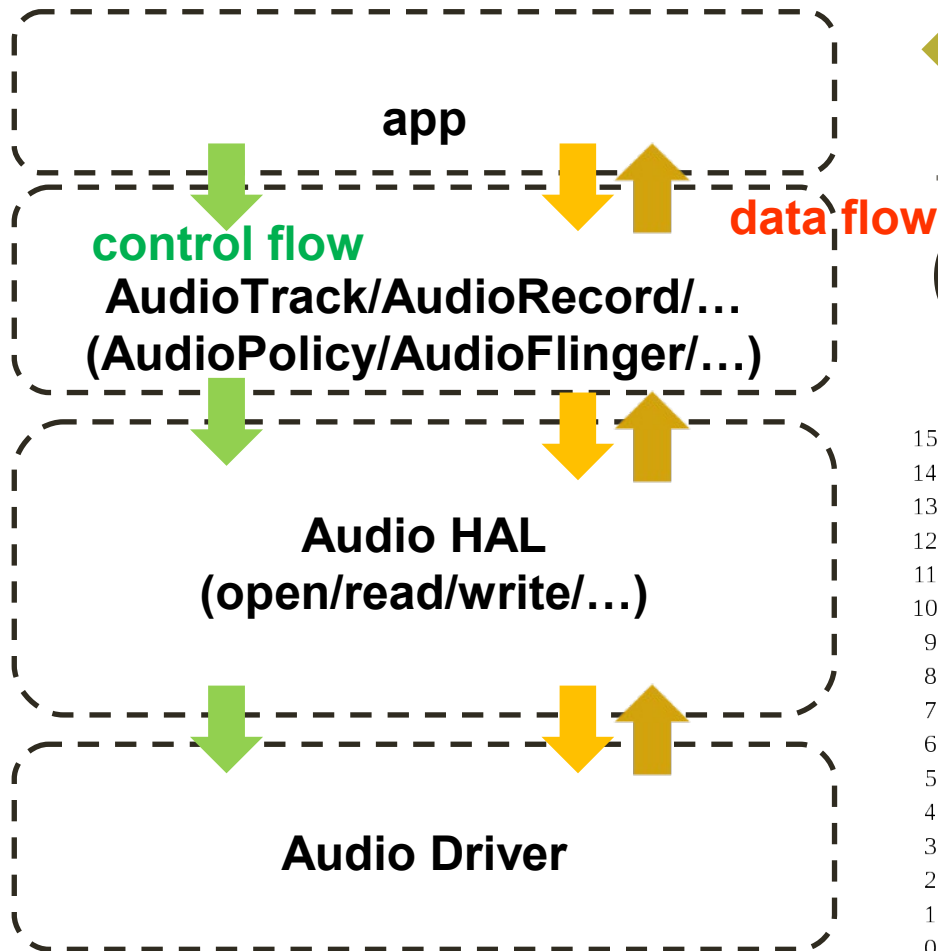 app
control flow
data flow
AudioTrack/AudioRecord/…
(AudioPolicy/AudioFlinger/…)
Audio HAL
(open/read/write/…)
Audio Driver
15
14
13
12
11
10
9
8
7
6
5
4
3
2
1
0